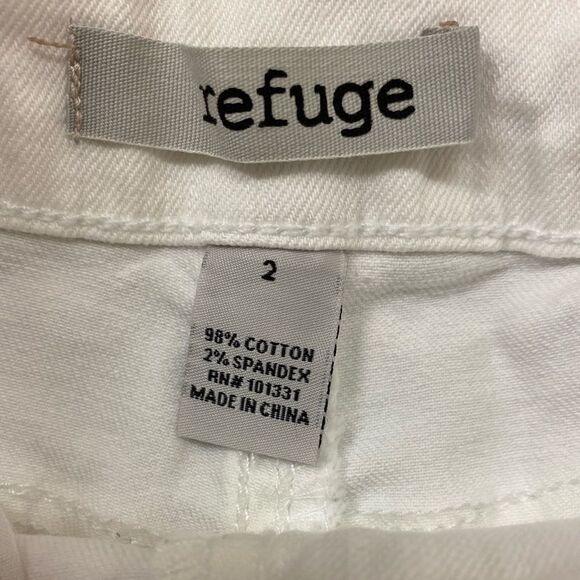 refuge
2
98% COTTON
2% SPANDEX
RN# 101331
MADE IN CHINA